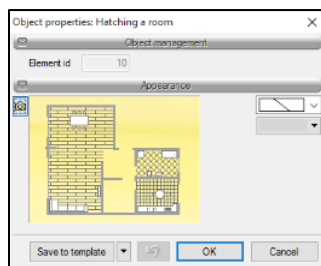 Object properties: Hatching a room
Object management
Element id 10
Appearance
Save to template OK Cancel